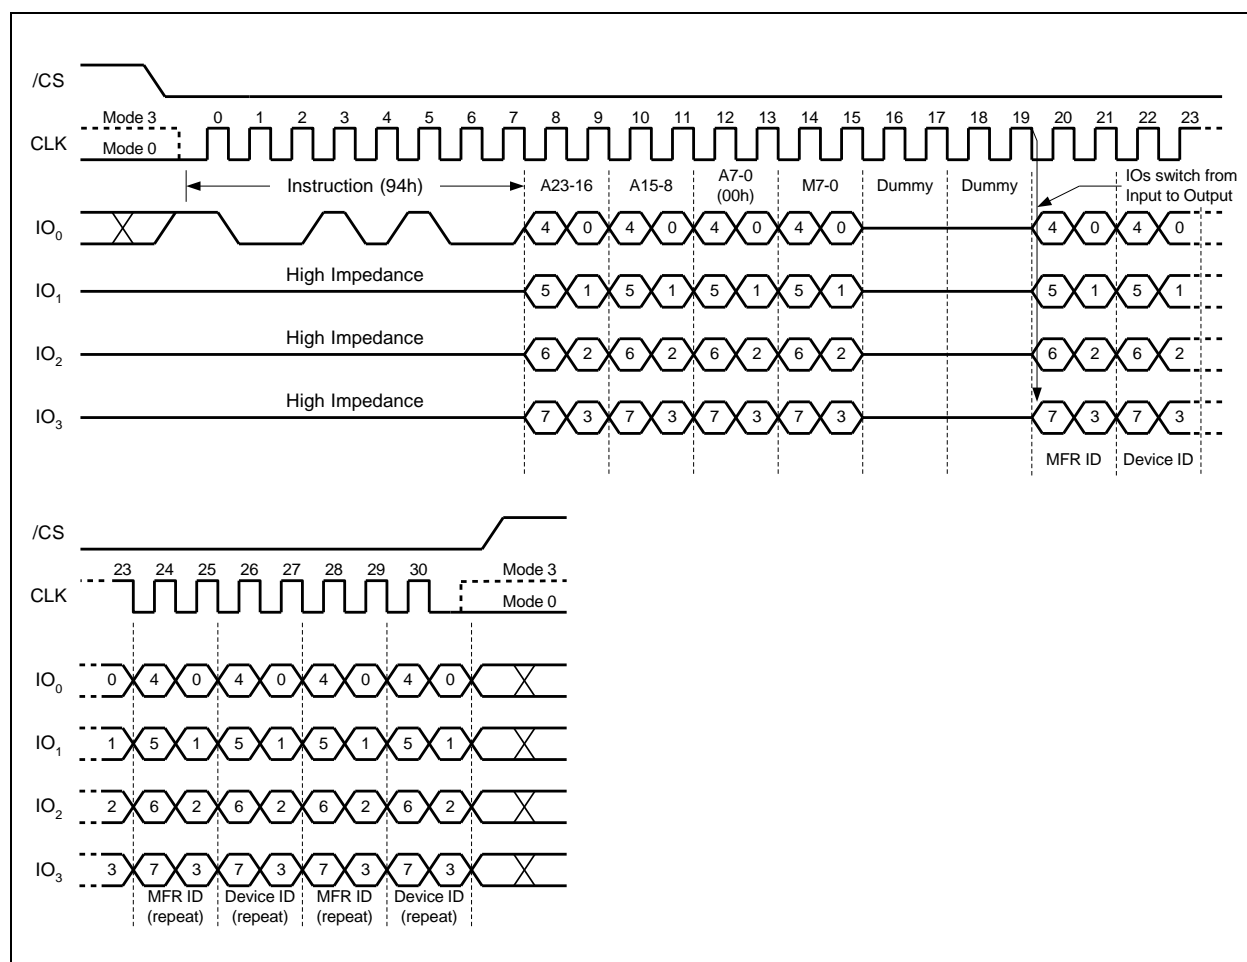 /CS
Mode 3 0 1 2 3 4 5 6 7 8 9 10 11 12 13 14 15 16 17 18 19 20 21 22 23
CLK Mode 0
Instruction (94h) A23-16 A15-8 A7-0 (00h) M7-0 Dummy Dummy IOs switch from
Input to Output
IO0 4 0 4 0 4 0 4 0 4 0 4 0
High Impedance
IO1 5 1 5 1 5 1 5 1 5 1 5 1
High Impedance
IO2 6 2 6 2 6 2 6 2 6 2 6 2
High Impedance
IO3 7 3 7 3 7 3 7 3 7 3 7 3
MFR ID Device ID
/CS
23 24 25 26 27 28 29 30 Mode 3
CLK Mode 0
IO0 0 4 0 4 0 4 0 4 0
IO1 1 5 1 5 1 5 1 5 1
IO2 2 6 2 6 2 6 2 6 2
IO3 3 7 3 7 3 7 3 7 3
MFR ID Device ID MFR ID Device ID
(repeat) (repeat) (repeat) (repeat)